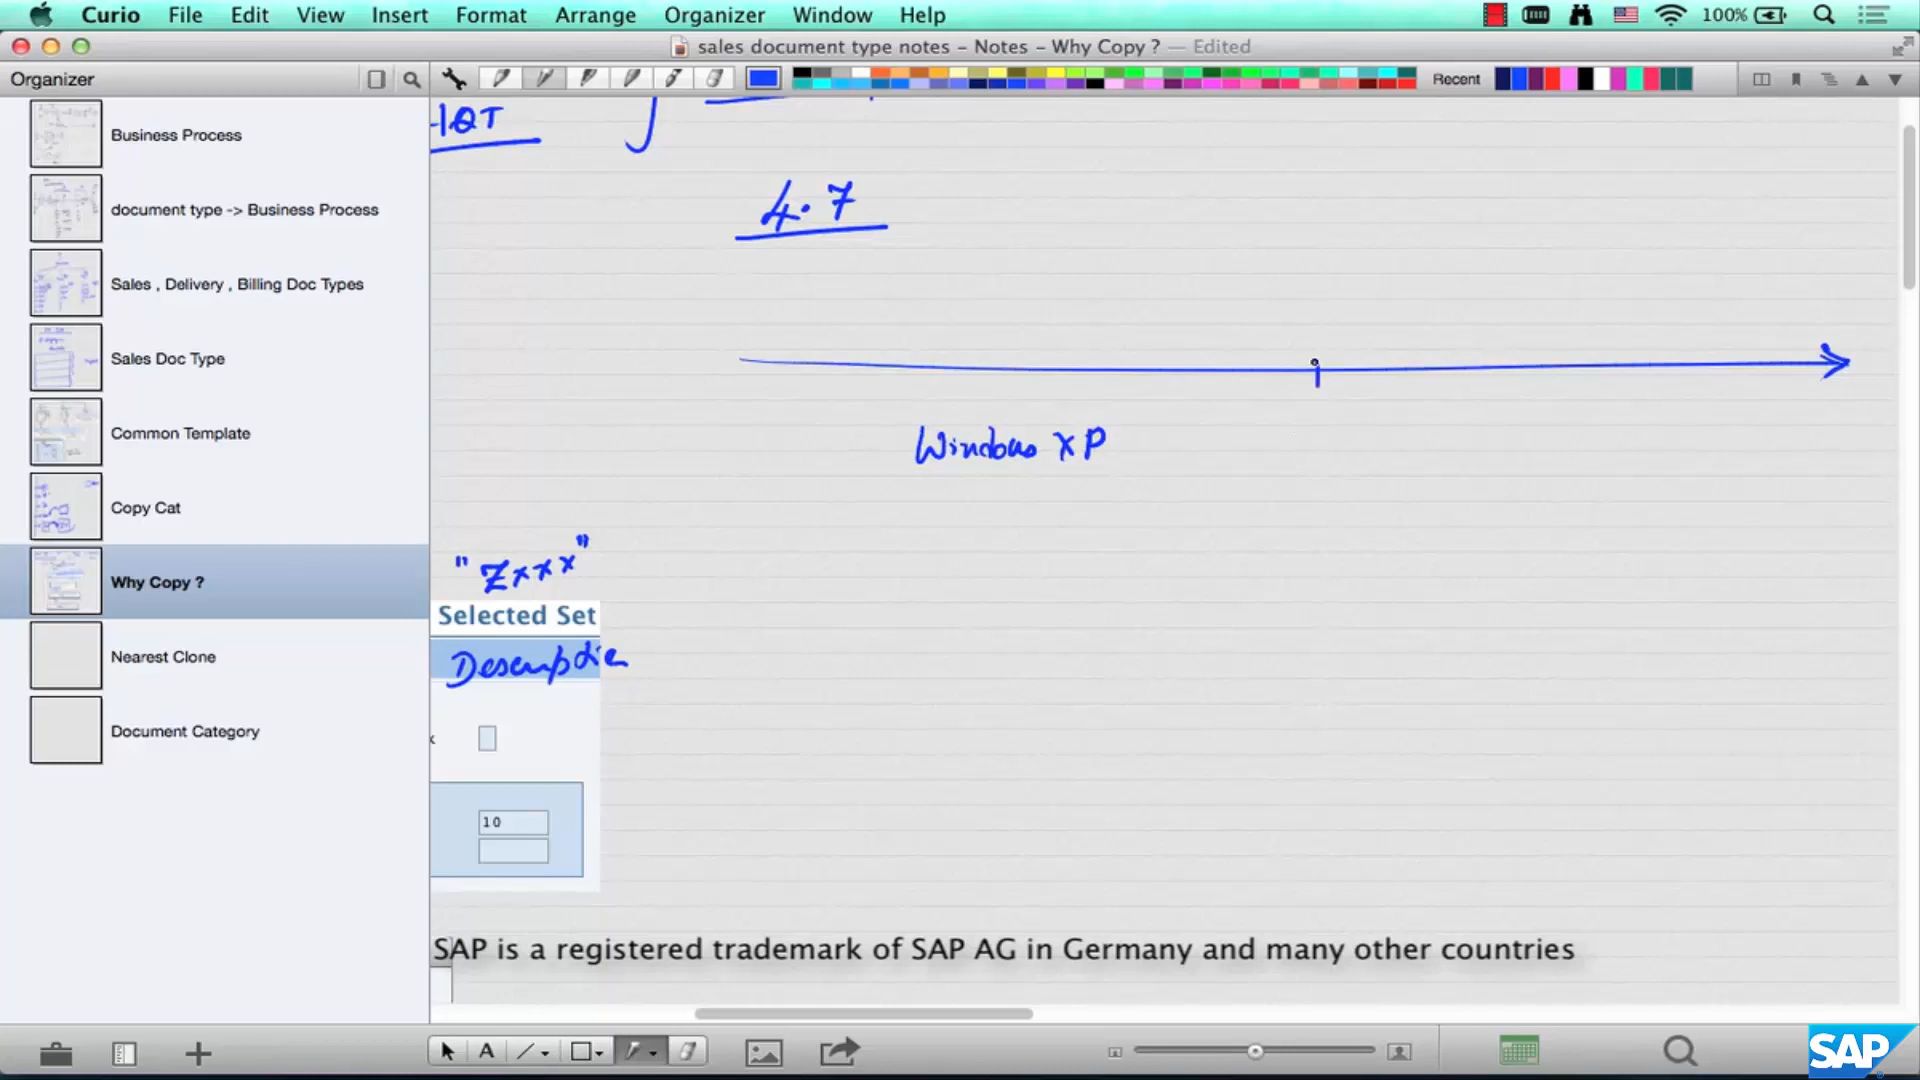 Curio File Edit View Insert Format Arrange Organizer Window Help 100%
sales document type notes – Notes – Why Copy ? — Edited
Organizer
Recent
Business Process
document type -> Business Process
Sales , Delivery , Billing Doc Types
Sales Doc Type
Common Template
Copy Cat
Why Copy ?
Nearest Clone
Document Category
4.7
Windows XP
"Zxxx"
Selected Set
Description
10
SAP is a registered trademark of SAP AG in Germany and many other countries
A
SAP